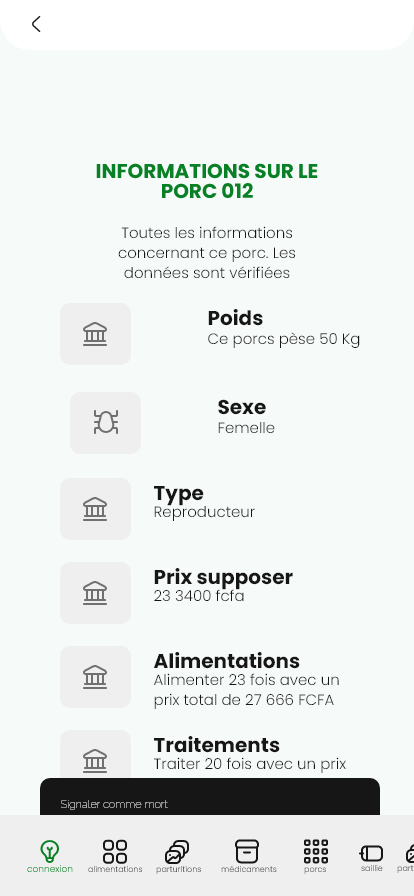 INFORMATIONS SUR LE
PORC 012
Toutes les informations
concernant ce porc. Les
données sont vérifiées
Poids
Ce porcs pèse 50 Kg
Sexe
Femelle
Type
Reproducteur
Prix supposer
23 3400 fcfa
Alimentations
Alimenter 23 fois avec un
prix total de 27 666 FCFA
Traitements
Traiter 20 fois avec un prix
Signaler comme mort
connexion
alimentations
parturitions
médicaments
porcs
saillie
part